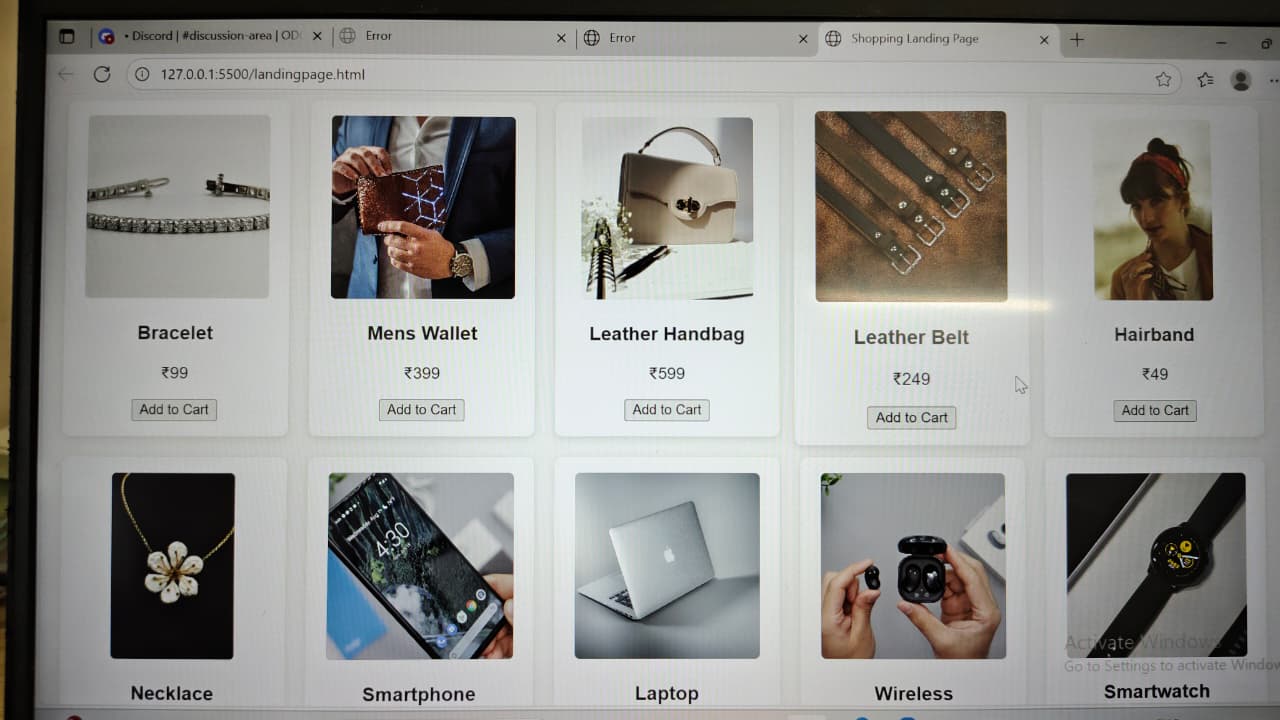 • Discord | #discussion-area | OD
Error
Error
Shopping Landing Page
127.0.0.1:5500/landingpage.html
Bracelet
Mens Wallet
Leather Handbag
Leather Belt
Hairband
₹99
₹399
₹599
₹249
₹49
Add to Cart
Add to Cart
Add to Cart
Add to Cart
Add to Cart
4:30
Necklace
Smartphone
Laptop
Wireless
Smartwatch
Activate Windows
Go to Settings to activate Window